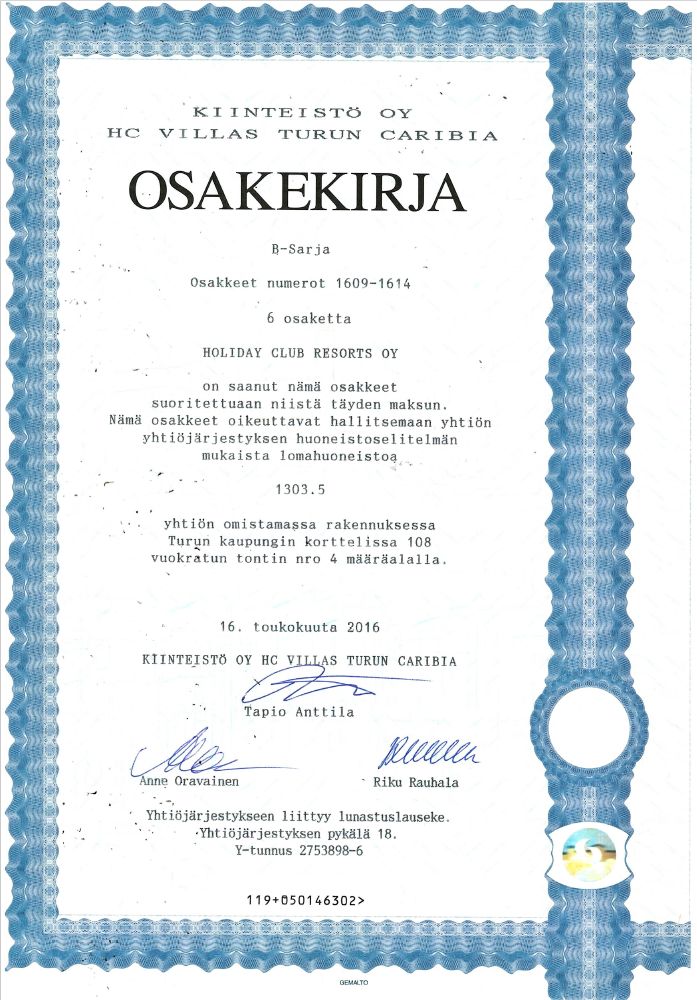 KIINTEISTÖ OY
HC VILLAS TURUN CARIBIA
OSAKEKIRJA
B-Sarja
Osakkeet numerot 1609-1614
6 osaketta
HOLIDAY CLUB RESORTS OY
on saanut nämä osakkeet
suoritettuaan niistä täyden maksun.
Nämä osakkeet oikeuttavat hallitsemaan yhtiön
yhtiöjärjestyksen huoneistoselitelmän
mukaista lomahuoneistoa
1303.5
yhtiön omistamassa rakennuksessa
Turun kaupungin korttelissa 108
vuokratun tontin nro 4 määräalalla.
16. toukokuuta 2016
KIINTEISTÖ OY HC VILLAS TURUN CARIBIA
Tapio Anttila
Anne Oravainen Riku Rauhala
Yhtiöjärjestykseen liittyy lunastuslauseke.
Yhtiöjärjestyksen pykälä 18.
Y-tunnus 2753898-6
119+050146302>
GEMALTO